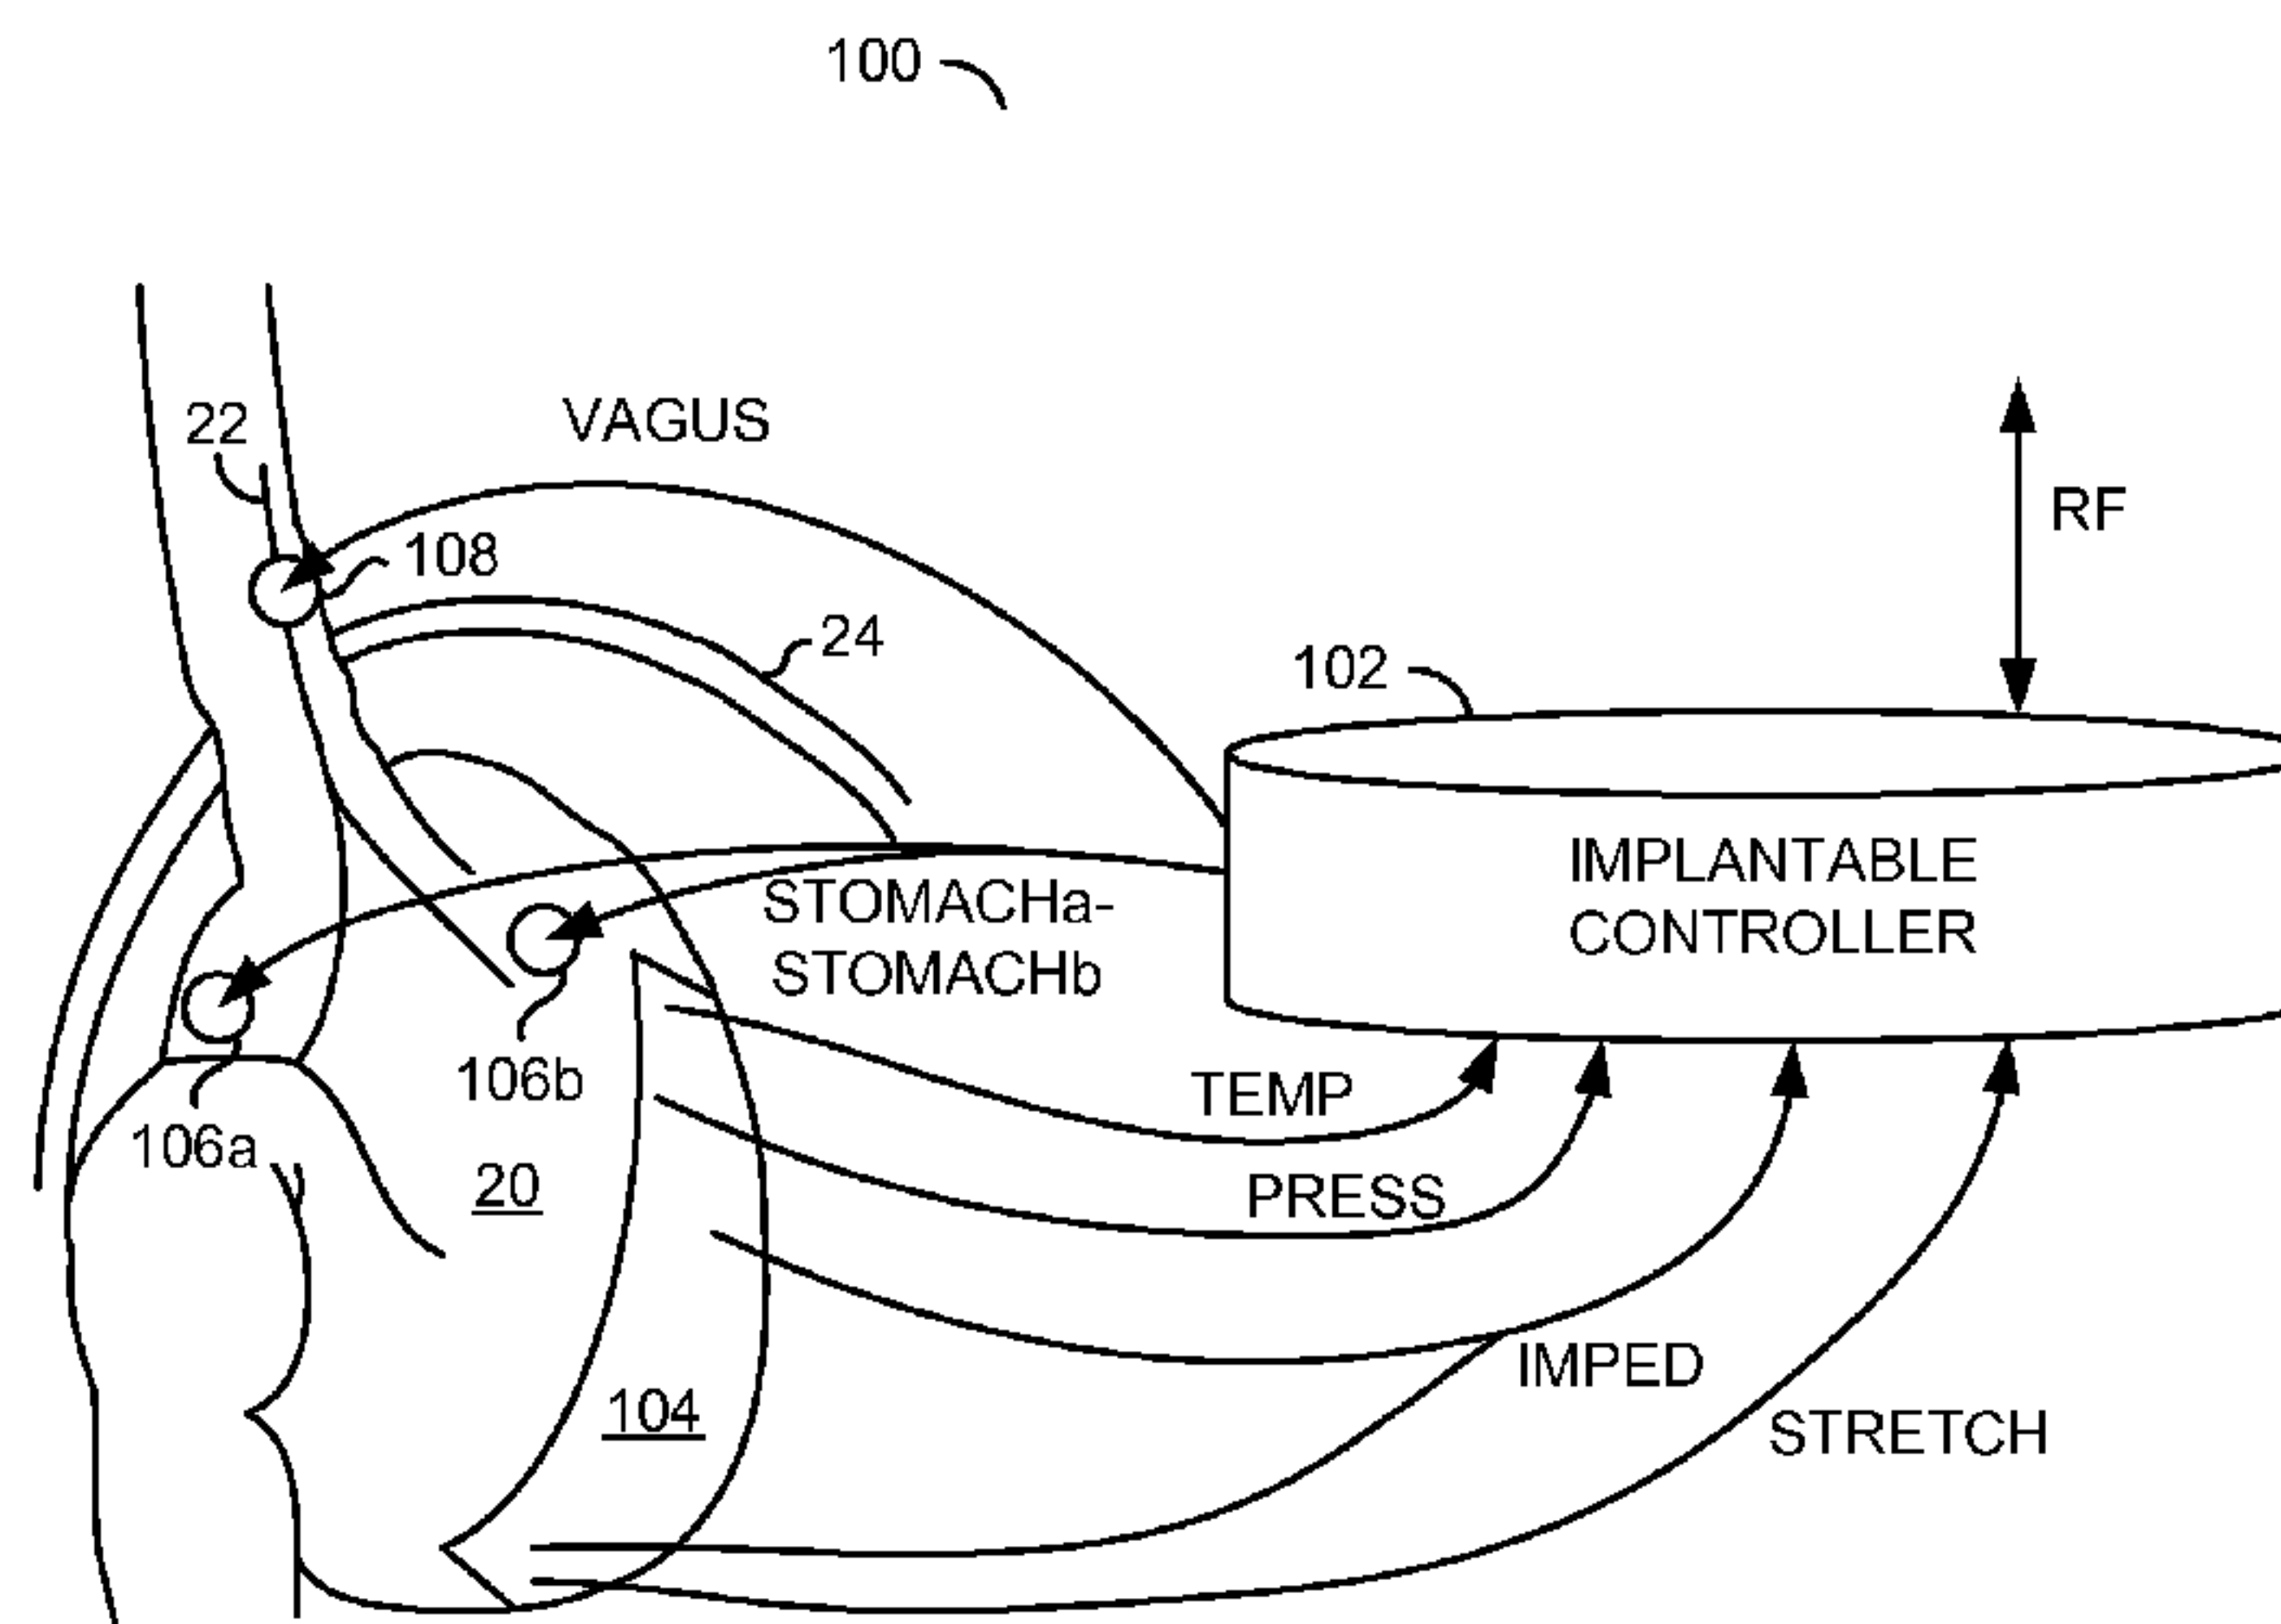 100
22
VAGUS
108
24
RF
102
IMPLANTABLE
CONTROLLER
STOMACHa-
STOMACHb
106b
106a
20
TEMP
PRESS
IMPED
104
STRETCH